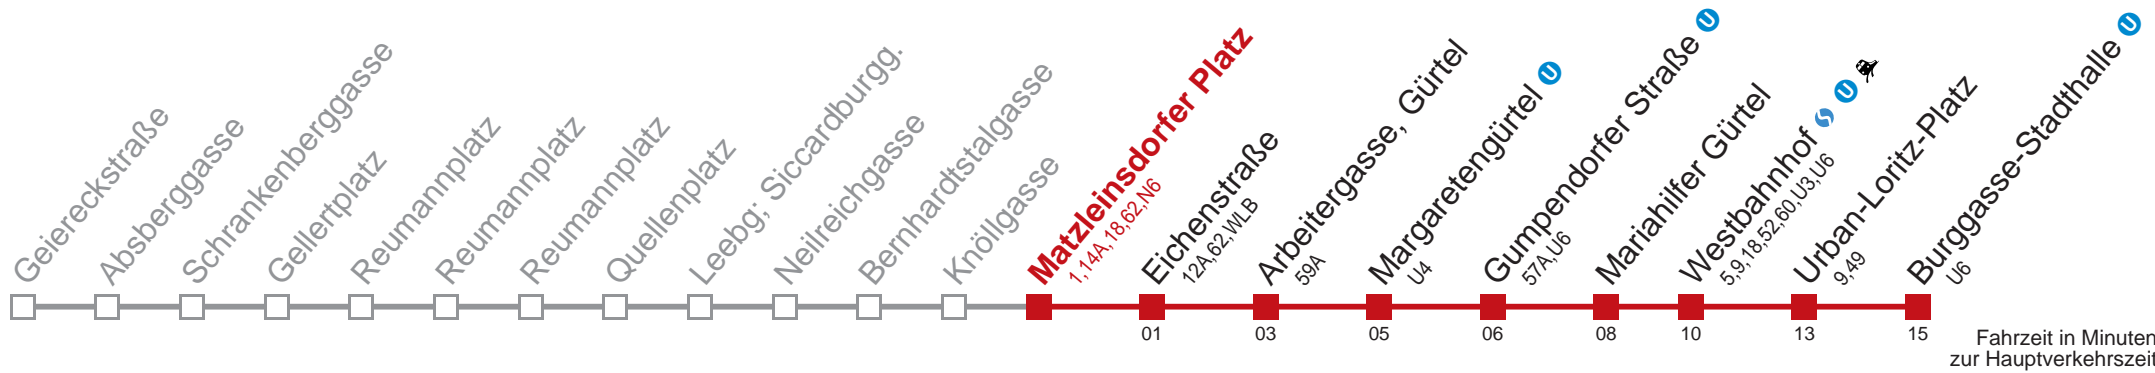 Geiereckstraße
Absberggasse
Schrankenberggasse
Gellertplatz
Reumannplatz
Reumannplatz
Reumannplatz
Quellenplatz
Leebg; Siccardburgg.
Neilreichgasse
Bernhardtstalgasse
Knöllgasse
Matzleinsdorfer Platz
1,14A,18,62,N6
Eichenstraße
12A,62,WLB
01
Arbeitergasse, Gürtel
59A
03
Margaretengürtel U
U4
05
Gumpendorfer Straße U
57A,U6
06
Mariahilfer Gürtel
08
Westbahnhof S U
5,9,18,52,60,U3,U6
10
Urban-Loritz-Platz
9,49
13
Burggasse-Stadthalle U
U6
15
Fahrzeit in Minuten
zur Hauptverkehrszeit